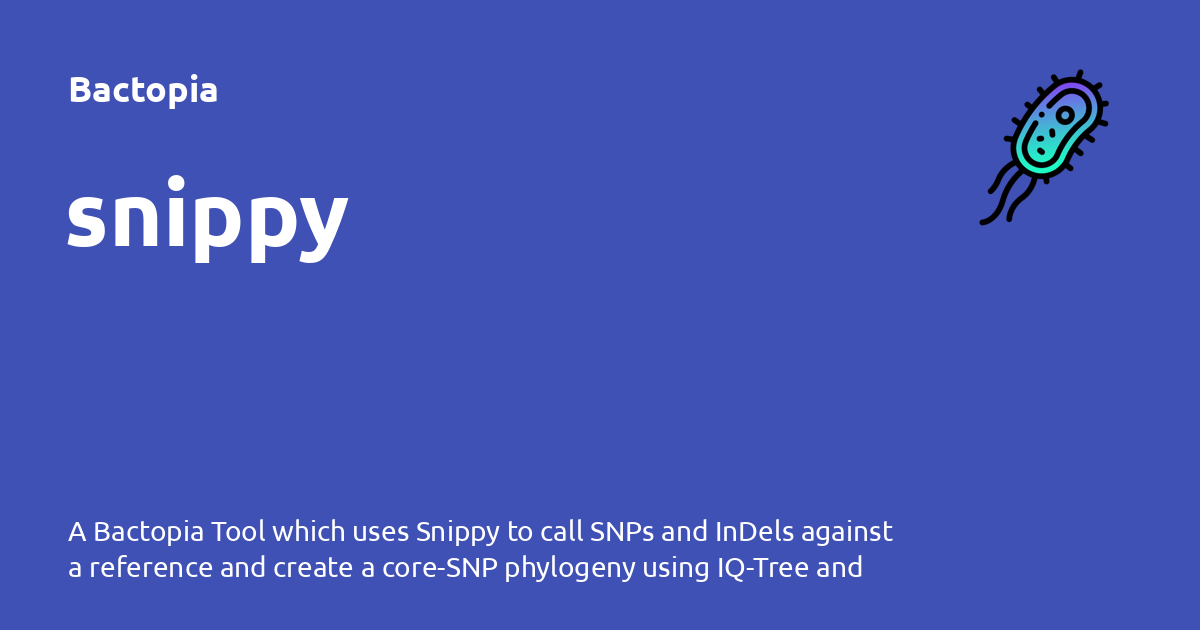 Bactopia
snippy
A Bactopia Tool which uses Snippy to call SNPs and InDels against
a reference and create a core-SNP phylogeny using IQ-Tree and